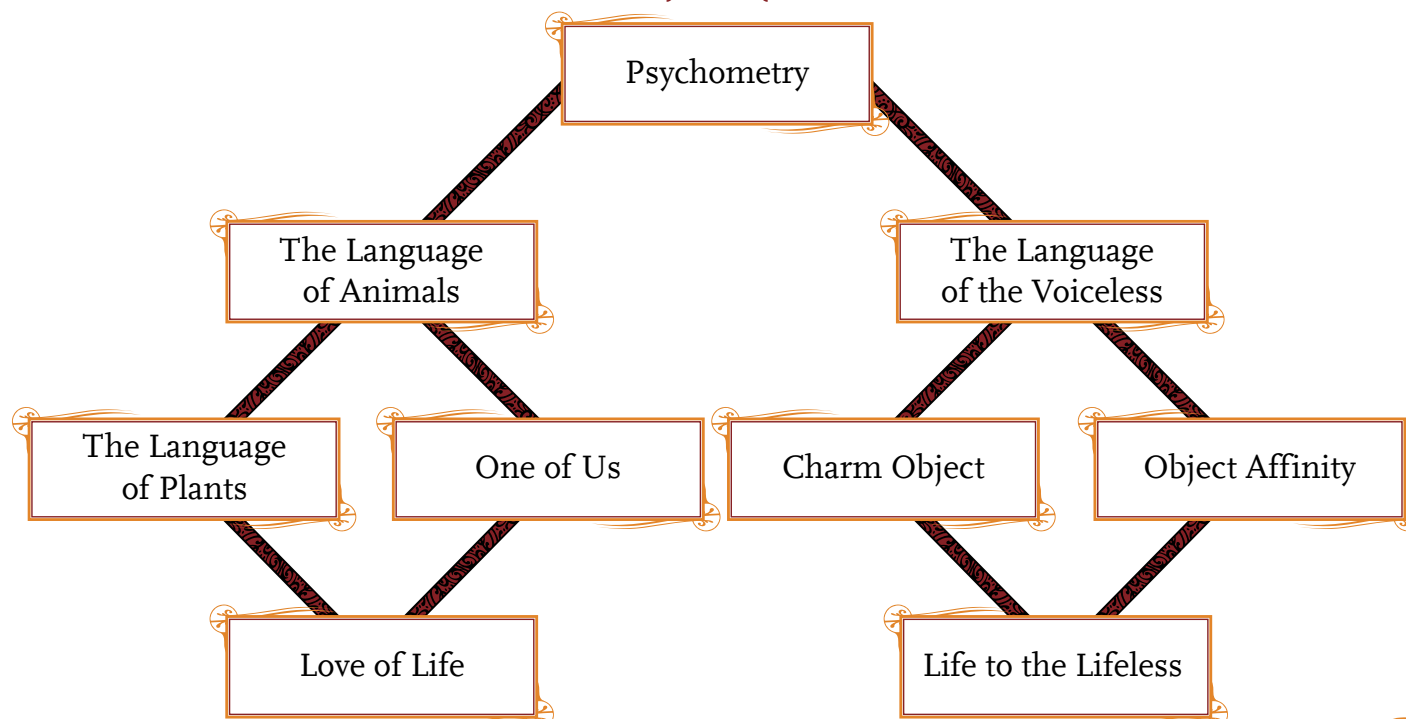 Psychometry
The Language
of Animals
The Language
of the Voiceless
The Language
of Plants
One of Us
Charm Object
Object Affinity
Love of Life
Life to the Lifeless